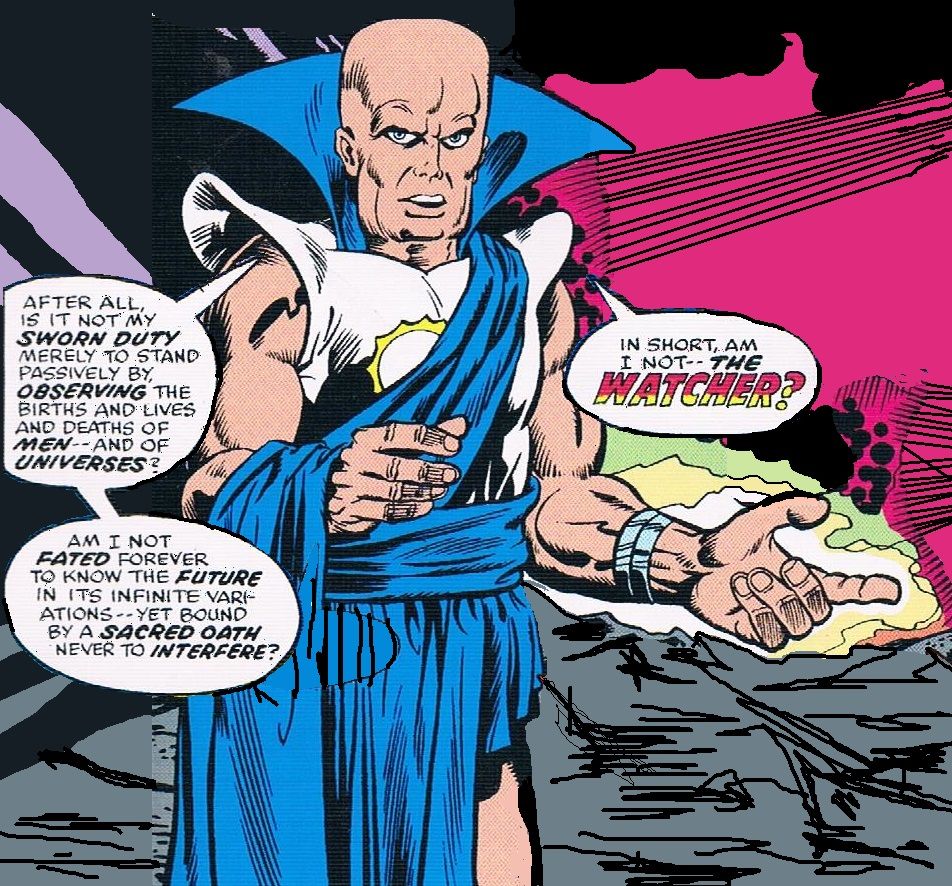 AFTER ALL,
IS IT NOT MY
SWORN DUTY
MERELY TO STAND
PASSIVELY BY,
OBSERVING THE
BIRTHS AND LIVES
AND DEATHS OF
MEN--AND OF
UNIVERSES?
AM I NOT
FATED FOREVER
TO KNOW THE FUTURE
IN ITS INFINITE VARI-
ATIONS--YET BOUND
BY A SACRED OATH
NEVER TO INTERFERE?
IN SHORT, AM
I NOT--THE
WATCHER?